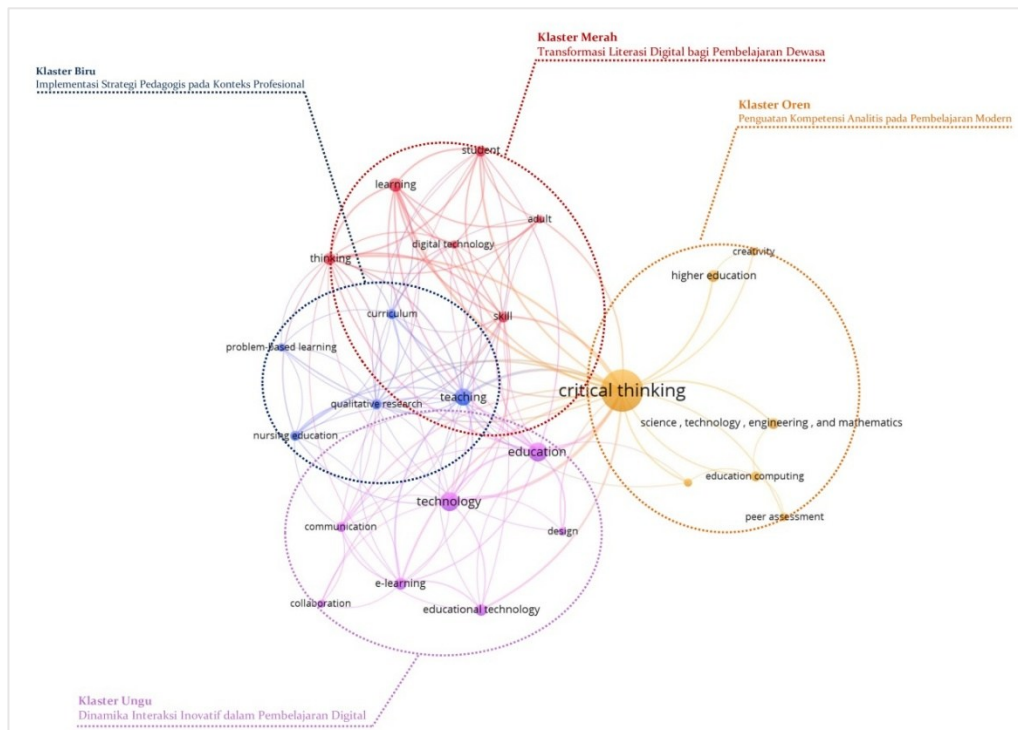 Klaster Merah
Transformasi Literasi Digital bagi Pembelajaran Dewasa
Klaster Biru
Implementasi Strategi Pedagogis pada Konteks Profesional
Klaster Oren
Penguatan Kompetensi Analitis pada Pembelajaran Modern
student
learning
adult
digital technology
thinking
creativity
higher education
skill
curriculum
problem-based learning
critical thinking
teaching
qualitative research
science , technology , engineering , and mathematics
nursing education
education
education computing
technology
peer assessment
communication
design
e-learning
collaboration
educational technology
Klaster Ungu
Dinamika Interaksi Inovatif dalam Pembelajaran Digital